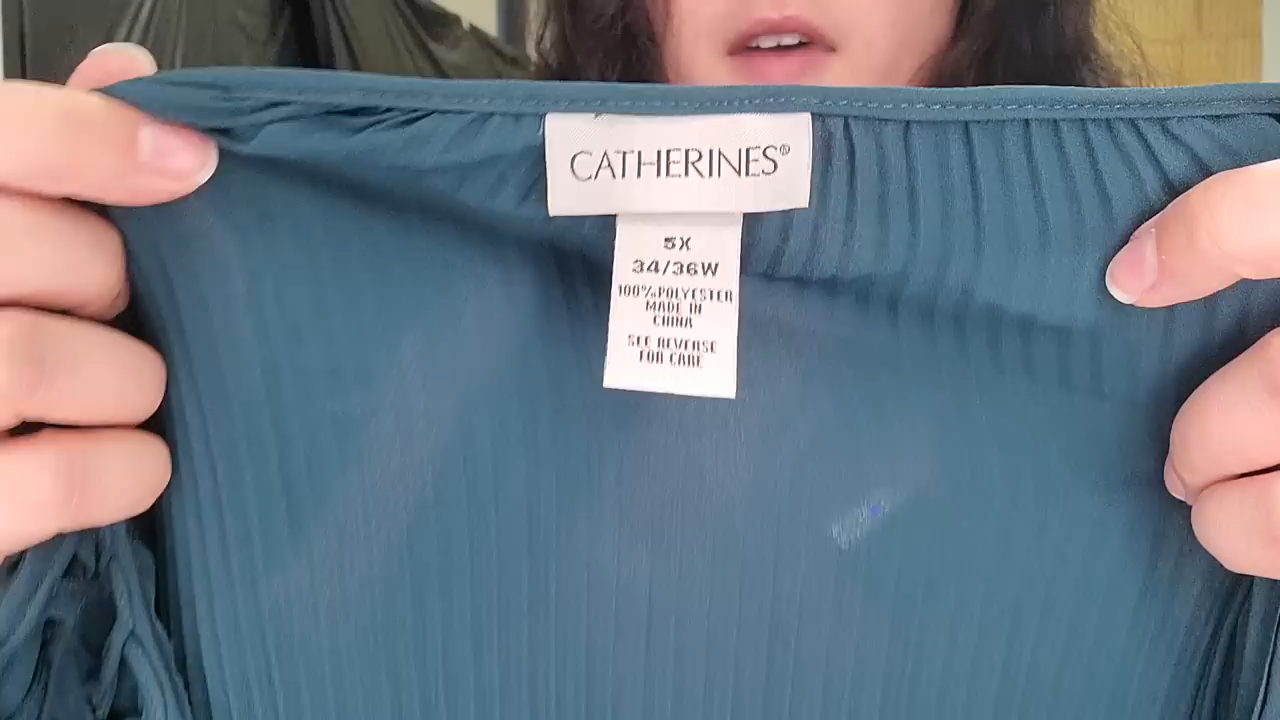 CATHERINES®
5X
34/36W
100% POLYESTER
MADE IN
CHINA
SEE REVERSE
FOR CARE